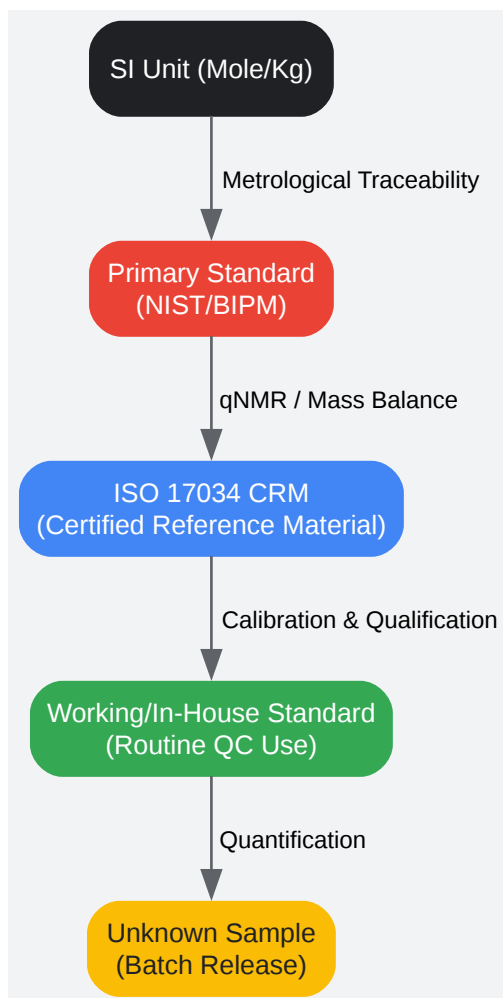 SI Unit (Mole/Kg)
Metrological Traceability
Primary Standard
(NIST/BIPM)
qNMR / Mass Balance
ISO 17034 CRM
(Certified Reference Material)
Calibration & Qualification
Working/In-House Standard
(Routine QC Use)
Quantification
Unknown Sample
(Batch Release)